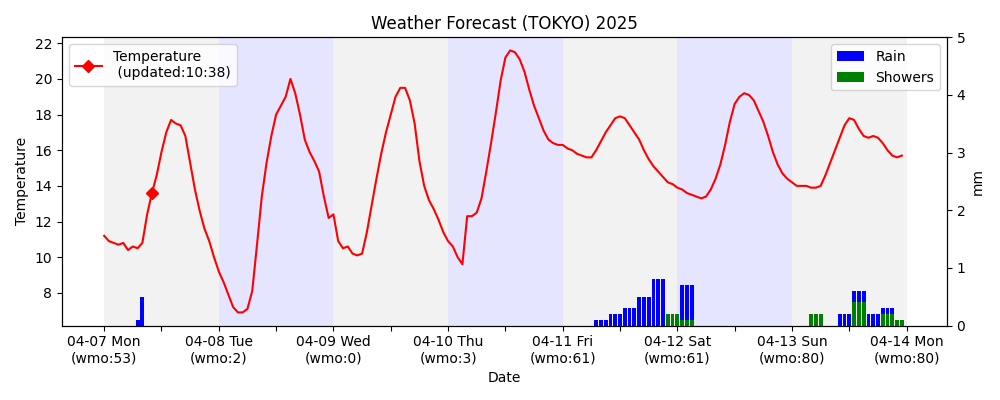 Weather Forecast (TOKYO) 2025
Temperature
(updated:10:38)
Rain
Showers
22
20
18
16
14
12
10
8
Temperature
5
4
3
2
1
0
mm
04-07 Mon
(wmo:53)
04-08 Tue
(wmo:2)
04-09 Wed
(wmo:0)
04-10 Thu
(wmo:3)
04-11 Fri
(wmo:61)
04-12 Sat
(wmo:61)
04-13 Sun
(wmo:80)
04-14 Mon
(wmo:80)
Date